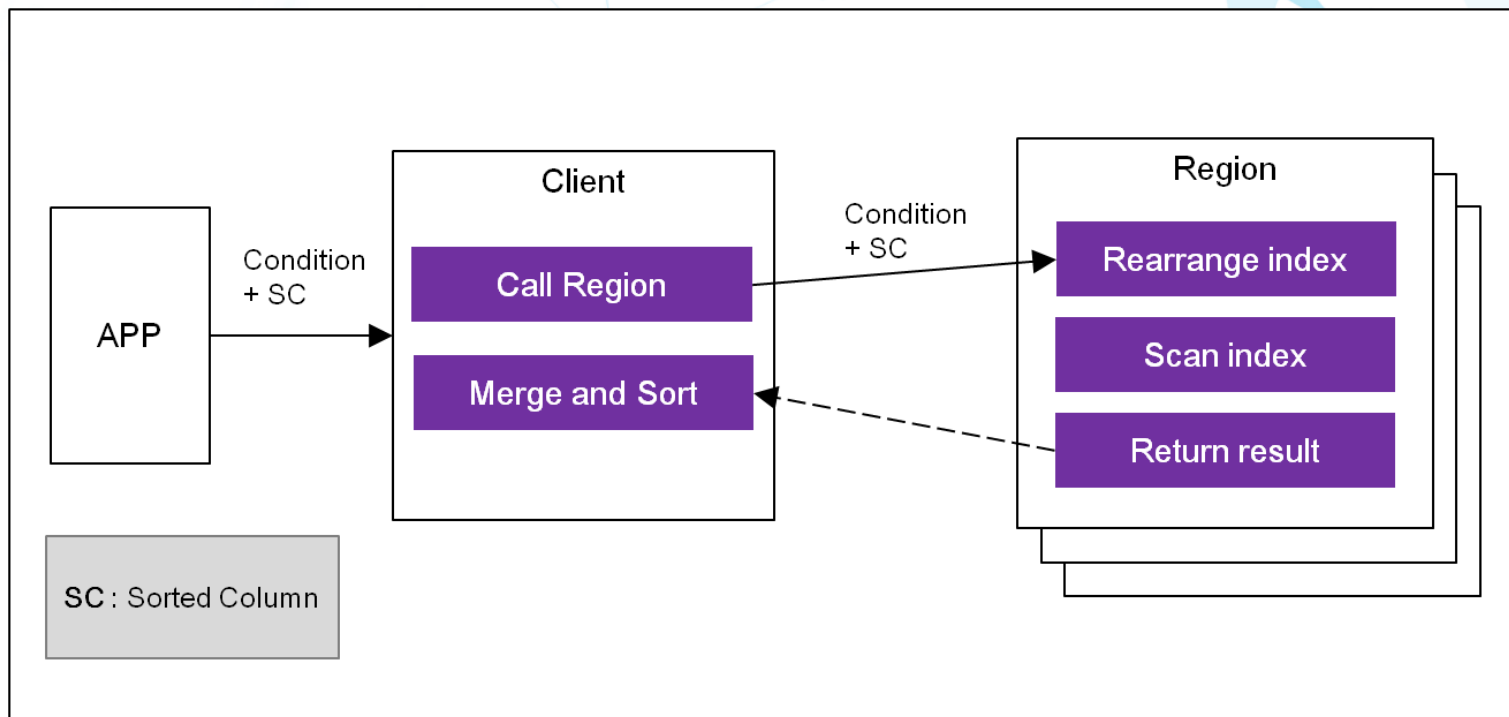 APP
Condition
+ SC
Client
Call Region
Merge and Sort
Condition
+ SC
Region
Rearrange index
Scan index
Return result
SC : Sorted Column